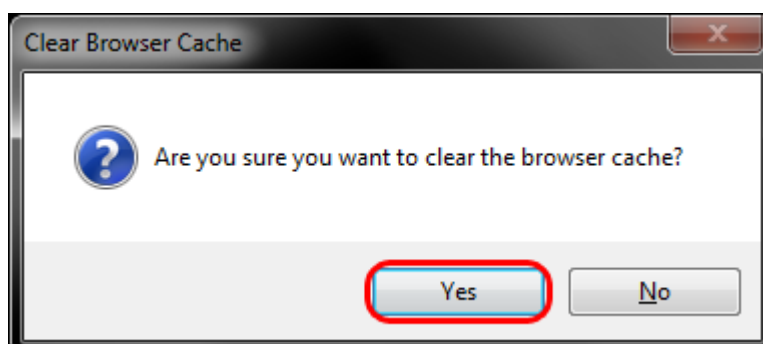 Clear Browser Cache
Are you sure you want to clear the browser cache?
Yes
No